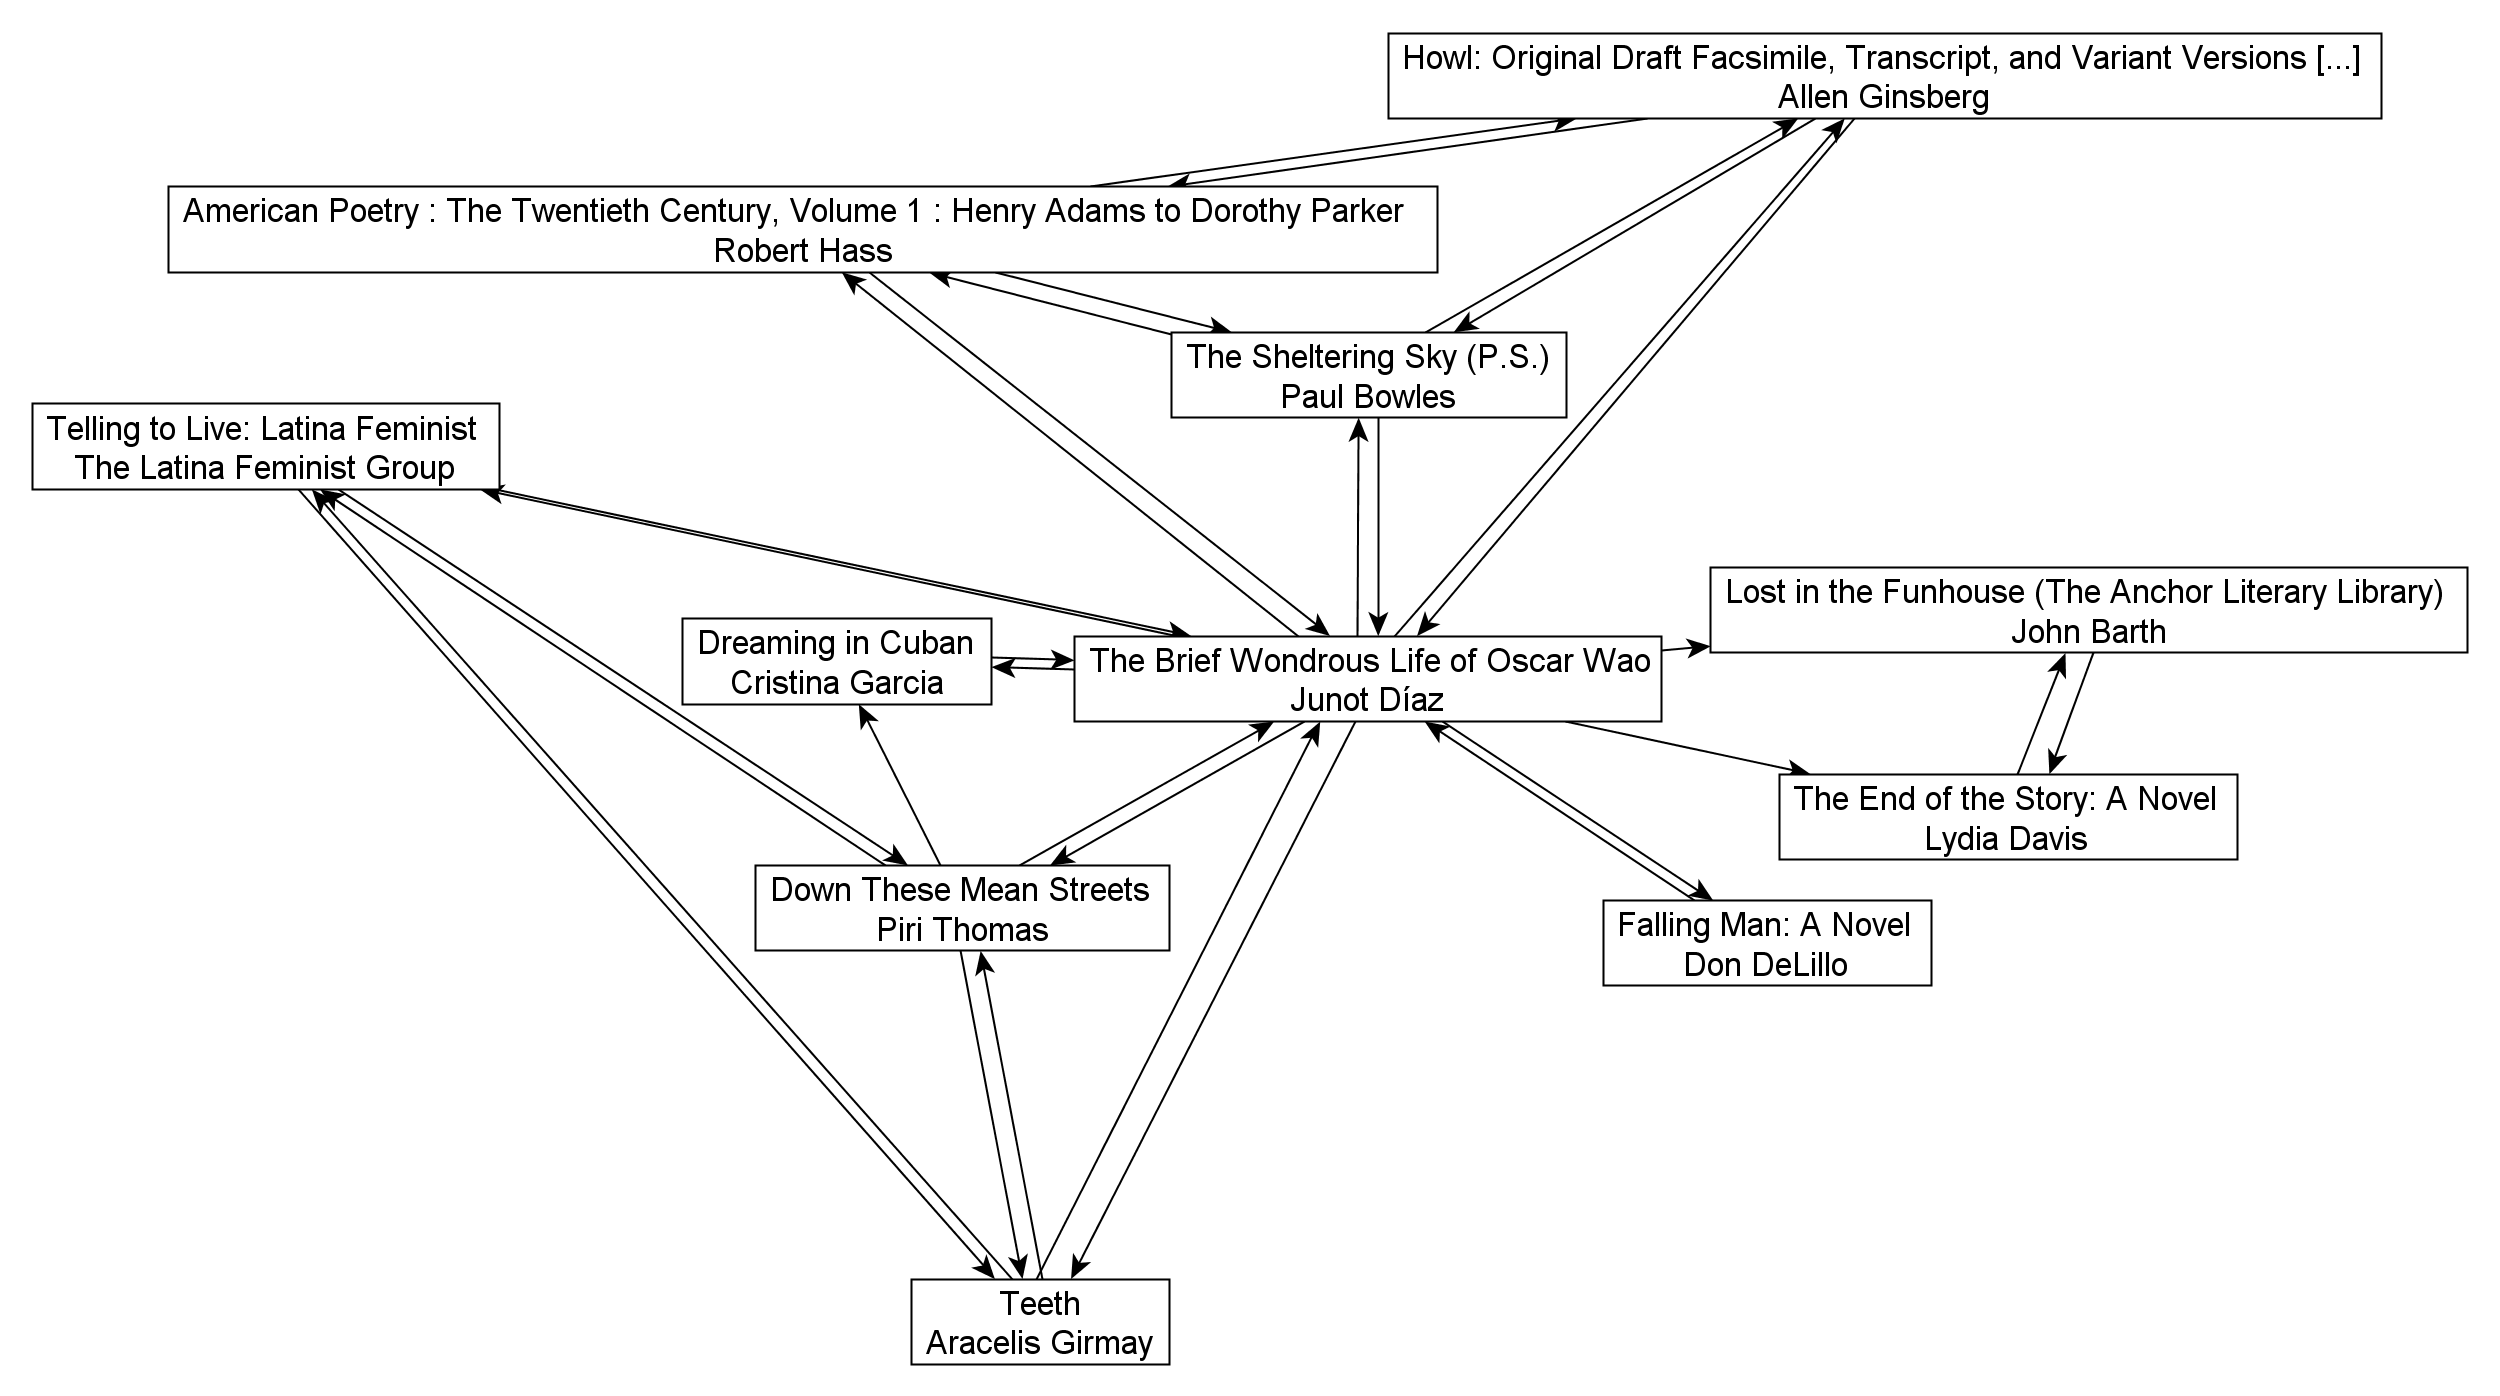 Howl: Original Draft Facsimile, Transcript, and Variant Versions [...]
Allen Ginsberg
American Poetry : The Twentieth Century, Volume 1 : Henry Adams to Dorothy Parker
Robert Hass
The Sheltering Sky (P.S.)
Paul Bowles
Telling to Live: Latina Feminist
The Latina Feminist Group
Lost in the Funhouse (The Anchor Literary Library)
John Barth
Dreaming in Cuban
Cristina Garcia
The Brief Wondrous Life of Oscar Wao
Junot Díaz
The End of the Story: A Novel
Lydia Davis
Down These Mean Streets
Piri Thomas
Falling Man: A Novel
Don DeLillo
Teeth
Aracelis Girmay